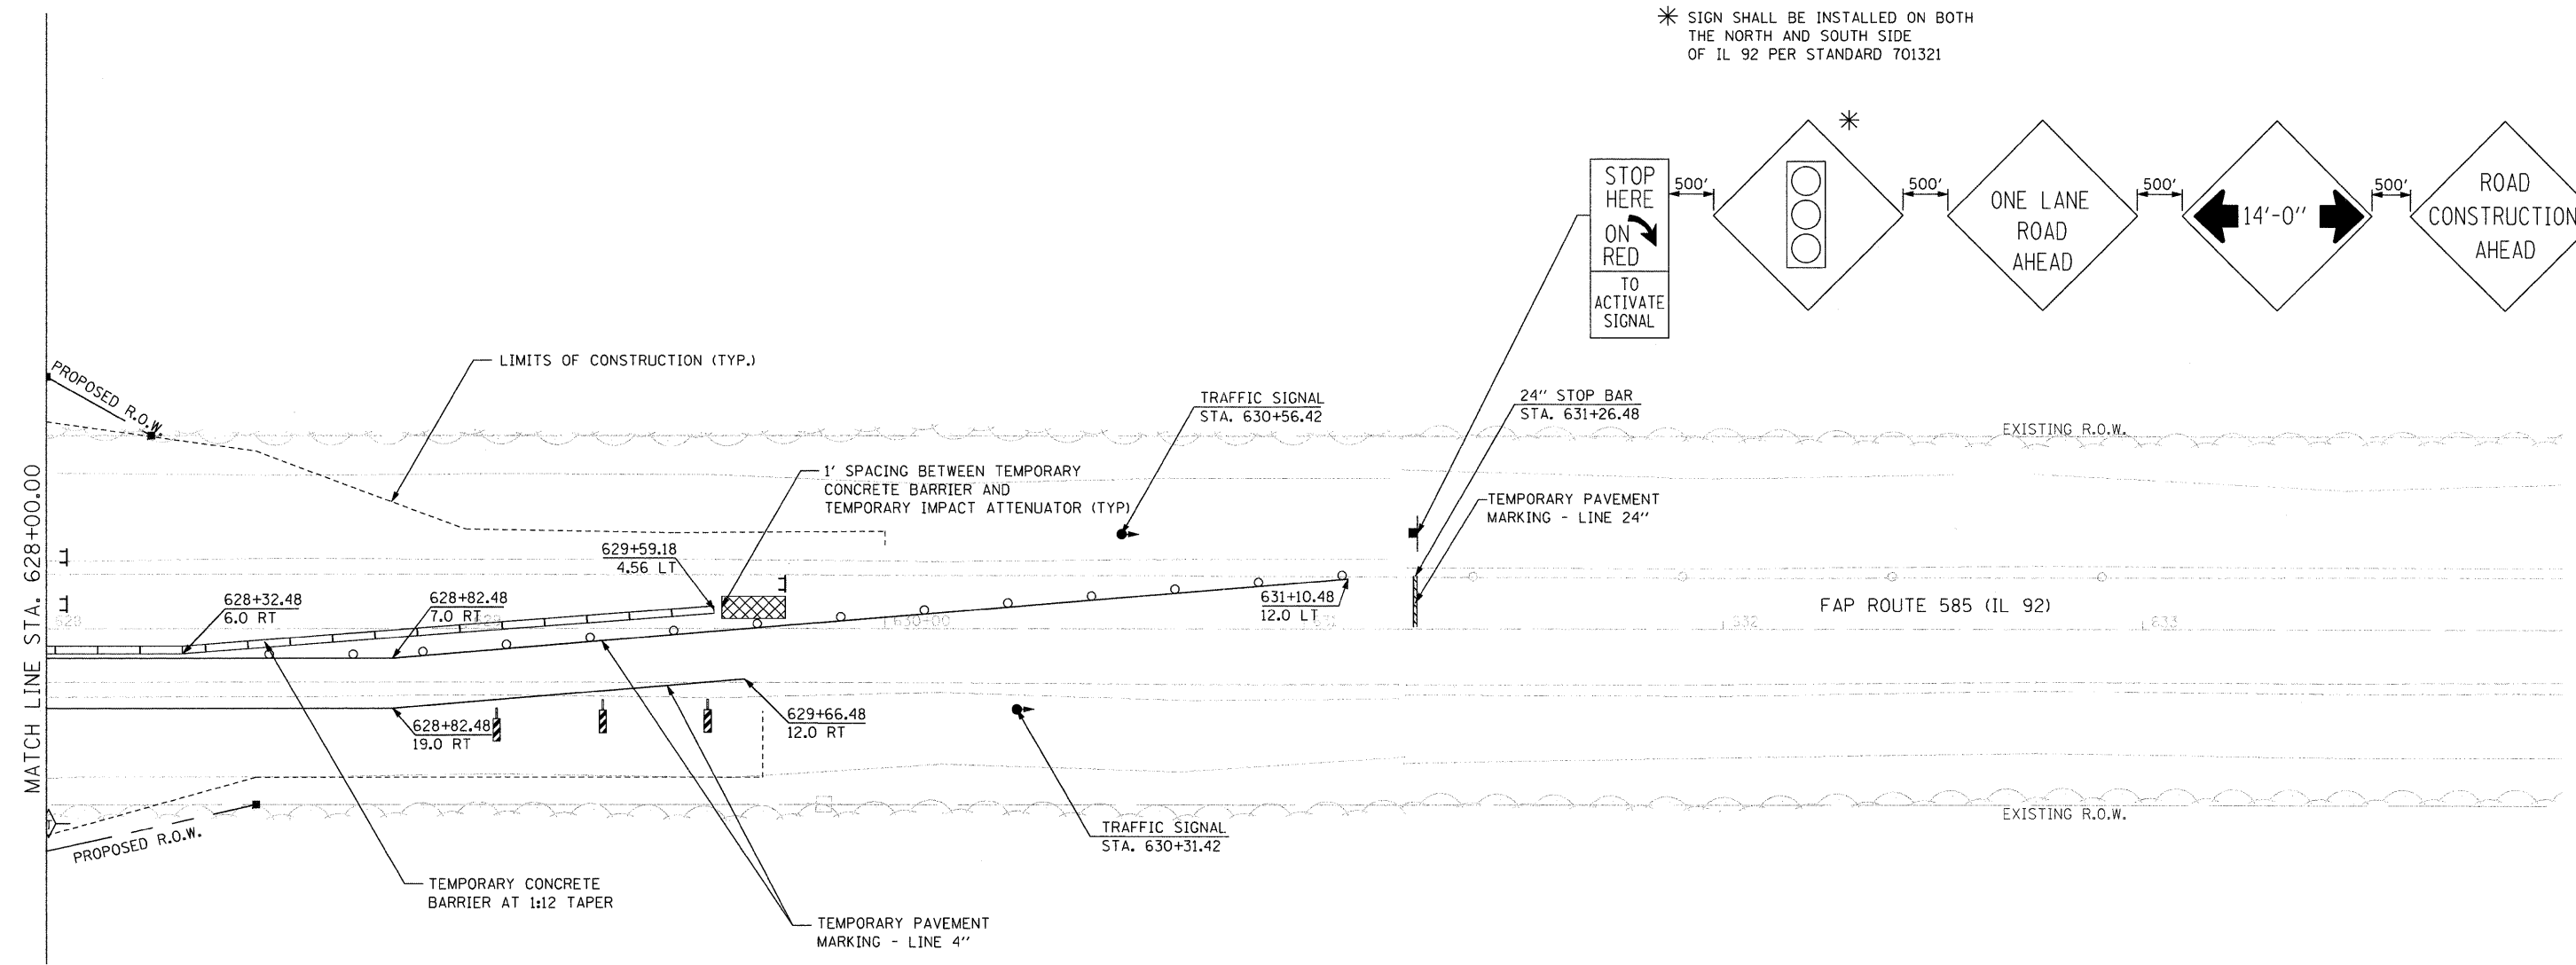 SIGN SHALL BE INSTALLED ON BOTH
THE NORTH AND SOUTH SIDE
OF IL 92 PER STANDARD 701321
STOP
HERE
ON
RED
TO
ACTIVATE
SIGNAL
500'
500'
ONE LANE
ROAD
AHEAD
500'
14'-0"
500'
ROAD
CONSTRUCTION
AHEAD
LIMITS OF CONSTRUCTION (TYP.)
PROPOSED R.O.W.
TRAFFIC SIGNAL
STA. 630+56.42
24" STOP BAR
STA. 631+26.48
EXISTING R.O.W.
1' SPACING BETWEEN TEMPORARY
CONCRETE BARRIER AND
TEMPORARY IMPACT ATTENUATOR (TYP)
TEMPORARY PAVEMENT
MARKING - LINE 24"
MATCH LINE STA. 628+00.00
629+59.18
4.56 LT
628+32.48
6.0 RT
628+82.48
7.0 RT
631+10.48
12.0 LT
FAP ROUTE 585 (IL 92)
628
630+00
631
632
633
628+82.48
19.0 RT
629+66.48
12.0 RT
PROPOSED R.O.W.
TRAFFIC SIGNAL
STA. 630+31.42
EXISTING R.O.W.
TEMPORARY CONCRETE
BARRIER AT 1:12 TAPER
TEMPORARY PAVEMENT
MARKING - LINE 4"